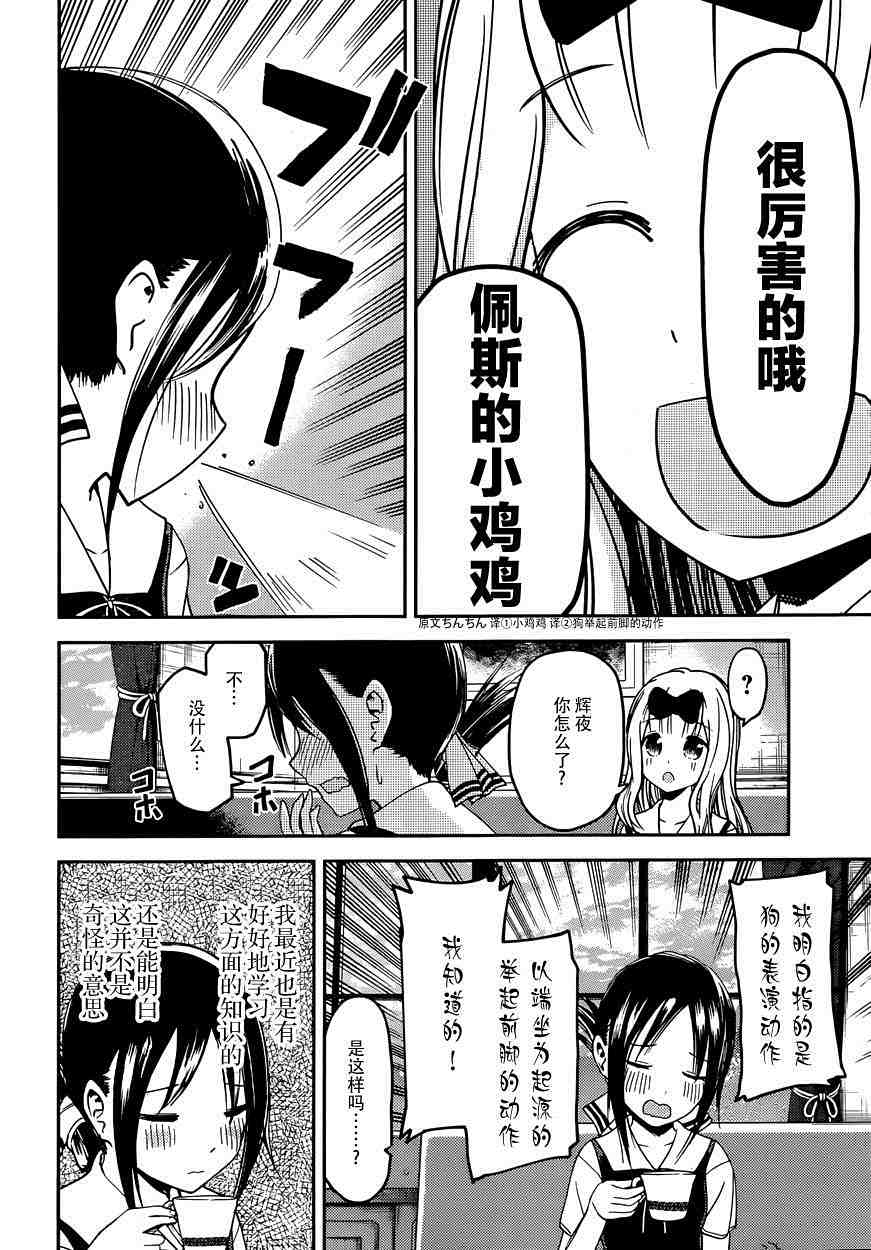 很厉害的哦
佩斯的小鸡鸡
原文ちんちん 译①小鸡鸡 译②狗举起前脚的动作
ブフー
?
辉夜
你怎么了?
不…
没什么…
コホ
コホ
我明白指的是
狗的表演动作
以端坐为起源的
举起前脚的动作
我知道的!
是这样吗……?
我最近也是有
好好地学习
这方面的知识的
还是能明白
这并不是
奇怪的意思